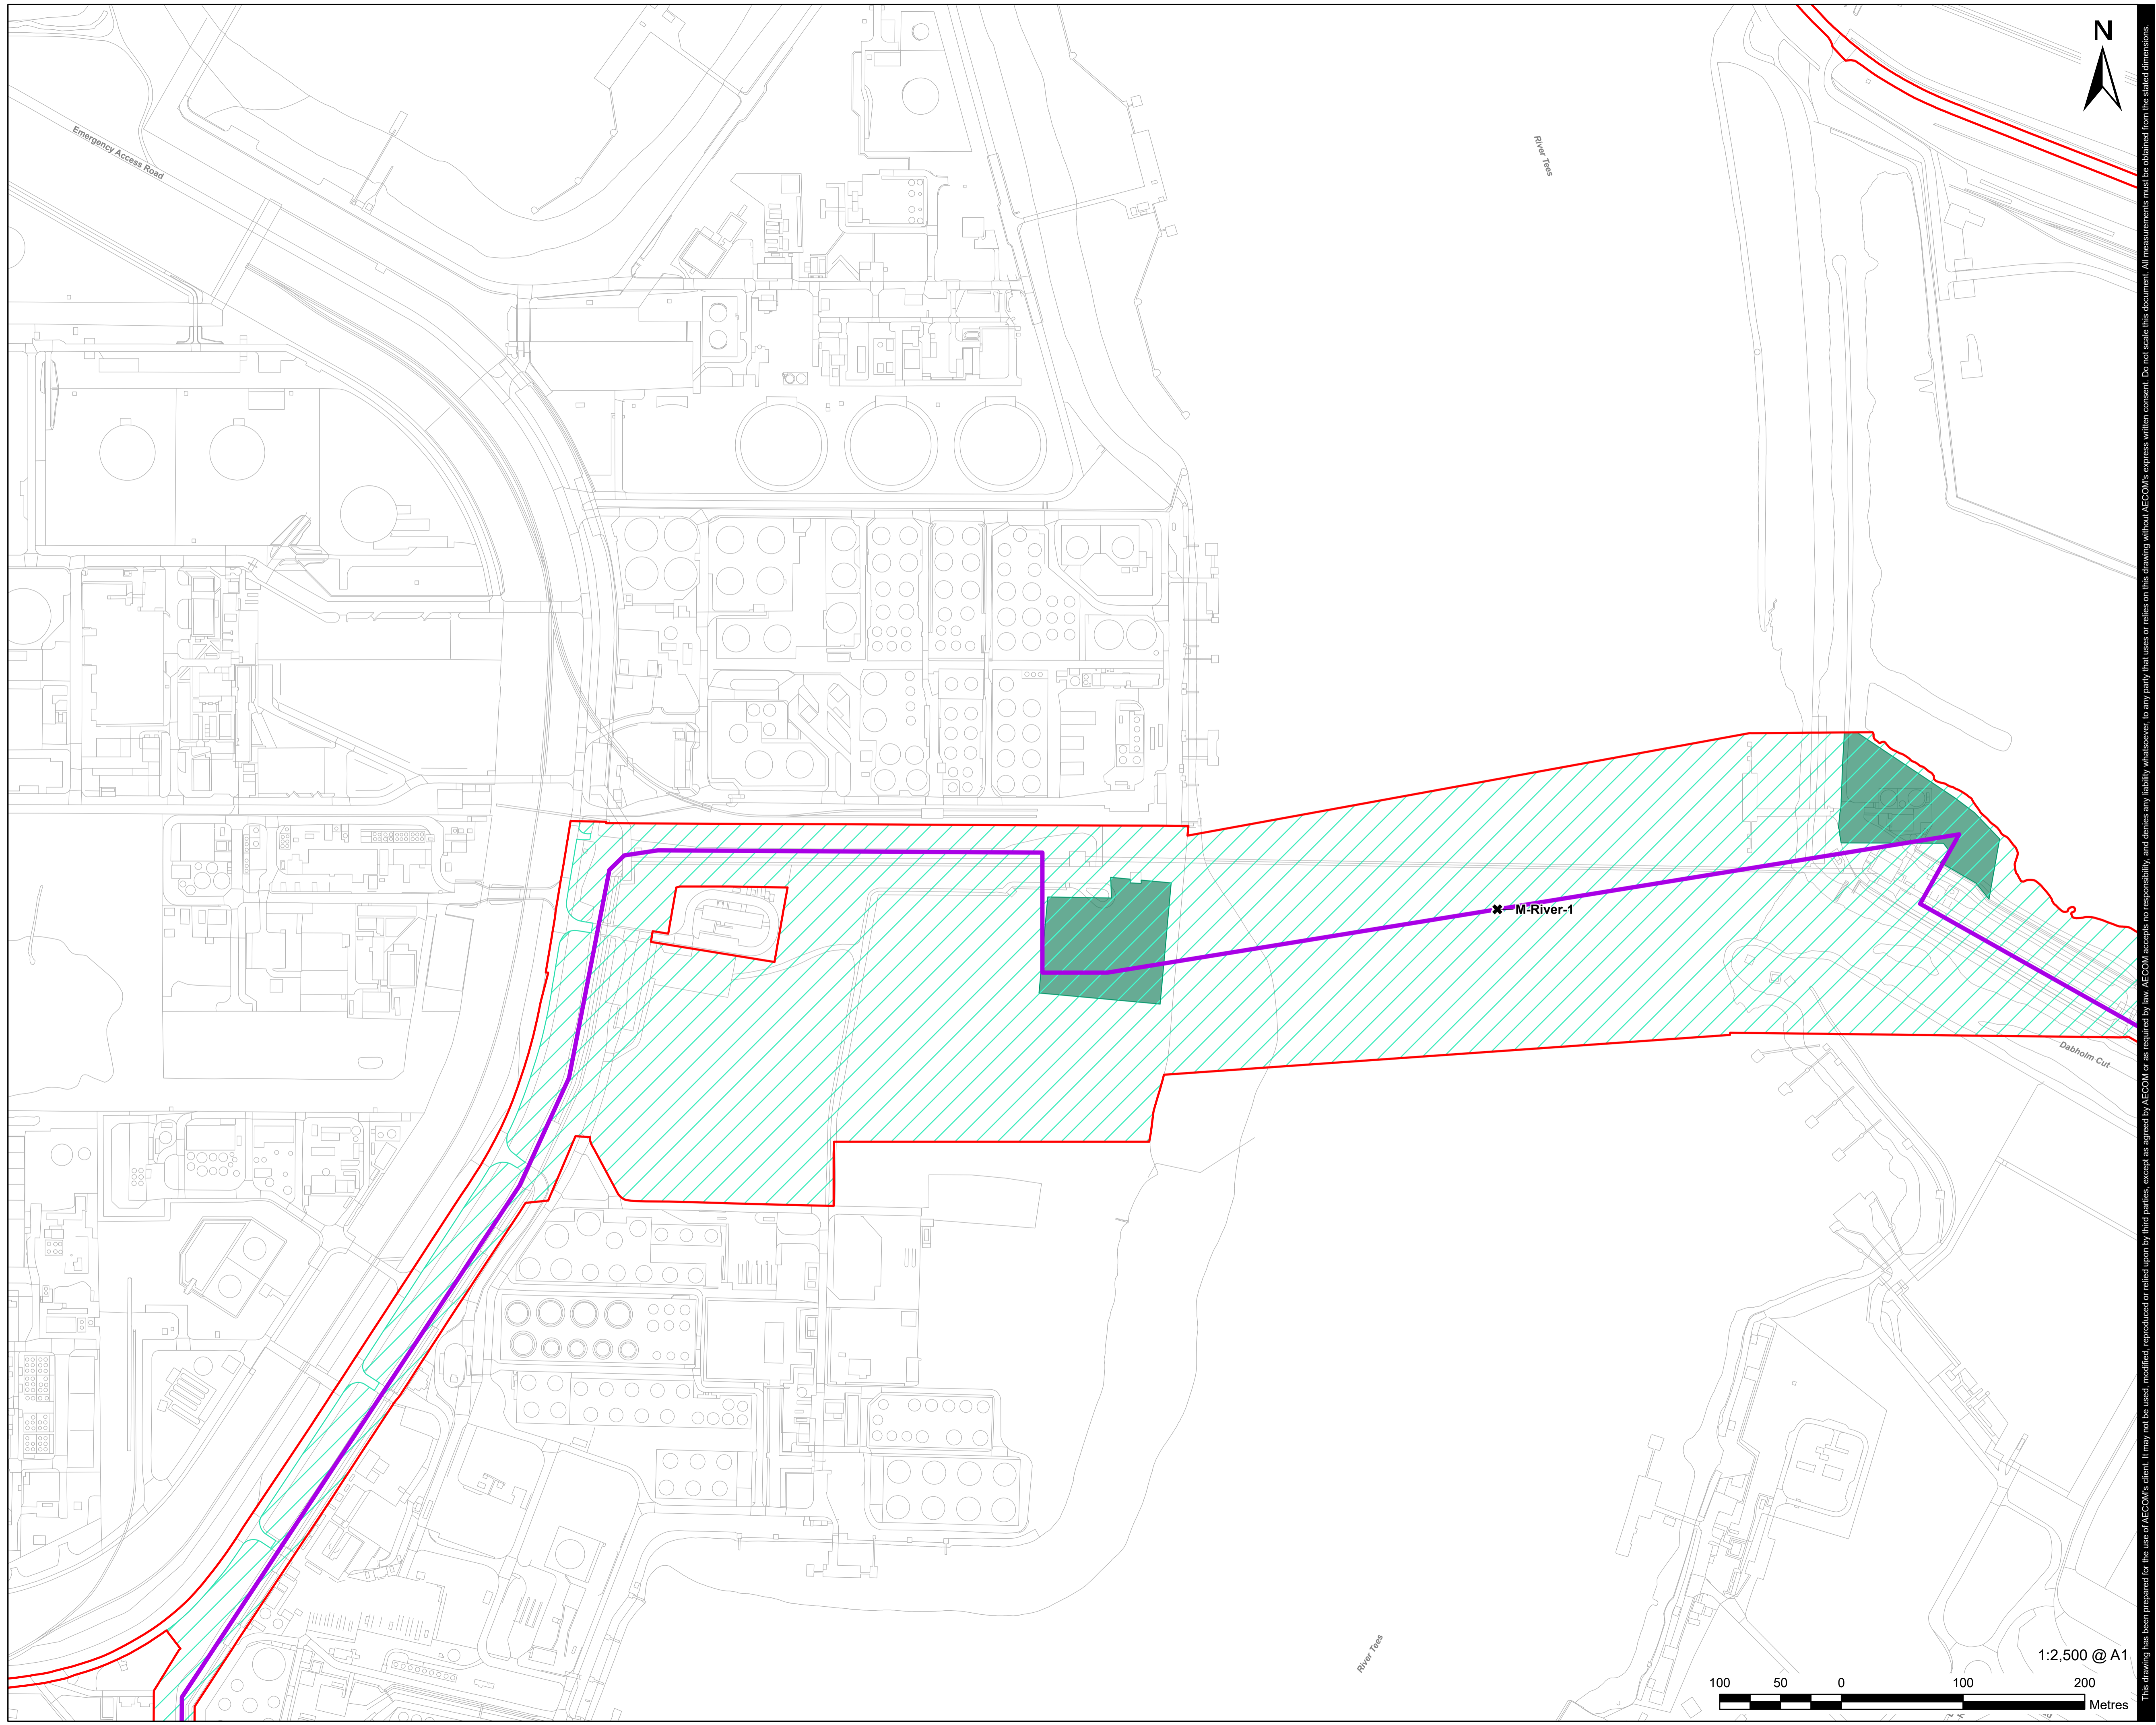 N
Emergency Access Road
River Tees
M-River-1
Dabholm Cut
River Tees
1:2,500 @ A1
100 50 0 100 200
Metres
This drawing has been prepared for the use of AECOM's client. It may not be used, modified, reproduced or relied upon by third parties, except as agreed by AECOM or as required by law. AECOM accepts no responsibility, and denies any liability whatsoever, to any party that uses or relies on this drawing without AECOM's express written consent. Do not scale this document. All measurements must be obtained from the stated dimensions.